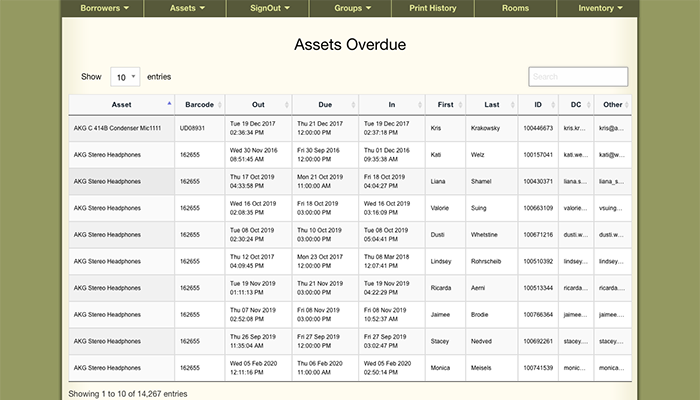 Borrowers Assets SignOut Groups Print History Rooms Inventory
Assets Overdue
Show 10 entries Search
Asset Barcode Out Due In First Last ID DC Other
AKG C 414B Condenser Mic1111 UD08931 Tue 19 Dec 2017 Thu 21 Dec 2017 Tue 19 Dec 2017 Kris Krakowsky 100446673 kris.kr... kris@a...
02:36:34 PM 12:00:00 PM 02:37:18 PM
AKG Stereo Headphones 162655 Wed 30 Nov 2016 Fri 30 Sep 2016 Thu 01 Dec 2016 Kati Welz 100157041 kati.we... kati@w...
08:51:45 AM 12:00:00 PM 09:35:38 AM
AKG Stereo Headphones 162655 Thu 17 Oct 2019 Mon 21 Oct 2019 Fri 18 Oct 2019 Liana Shamel 100430371 liana.s... liana_s...
04:33:58 PM 11:00:00 AM 04:04:27 PM
AKG Stereo Headphones 162655 Wed 16 Oct 2019 Fri 18 Oct 2019 Wed 16 Oct 2019 Valorie Suing 100663109 valorie... vsuing...
02:08:35 PM 03:00:00 PM 03:16:09 PM
AKG Stereo Headphones 162655 Tue 08 Oct 2019 Thu 10 Oct 2019 Tue 08 Oct 2019 Dusti Whetstine 100671216 dusti.w... dusti.w...
02:30:24 PM 03:00:00 PM 05:04:41 PM
AKG Stereo Headphones 162655 Thu 12 Oct 2017 Mon 23 Oct 2017 Thu 08 Mar 2018 Lindsey Rohrscheib 100510392 lindsey... lindsey...
04:09:45 PM 12:00:00 PM 12:07:41 PM
AKG Stereo Headphones 162655 Tue 19 Nov 2019 Thu 21 Nov 2019 Tue 19 Nov 2019 Ricarda Aerni 100513344 ricarda... ricarda...
01:11:13 PM 03:00:00 PM 04:22:29 PM
AKG Stereo Headphones 162655 Thu 07 Nov 2019 Fri 08 Nov 2019 Fri 08 Nov 2019 Jaimee Brodie 100766364 jaimee... jaimee...
02:52:08 PM 03:00:00 PM 10:52:37 AM
AKG Stereo Headphones 162655 Thu 26 Sep 2019 Fri 27 Sep 2019 Fri 27 Sep 2019 Stacey Nedved 100692261 stacey... stacey...
11:35:04 AM 12:00:00 PM 03:02:47 PM
AKG Stereo Headphones 162655 Wed 05 Feb 2020 Thu 06 Feb 2020 Wed 05 Feb 2020 Monica Meisels 100741539 monic... monica...
12:11:16 PM 11:00:00 AM 02:50:14 PM
Showing 1 to 10 of 14,267 entries